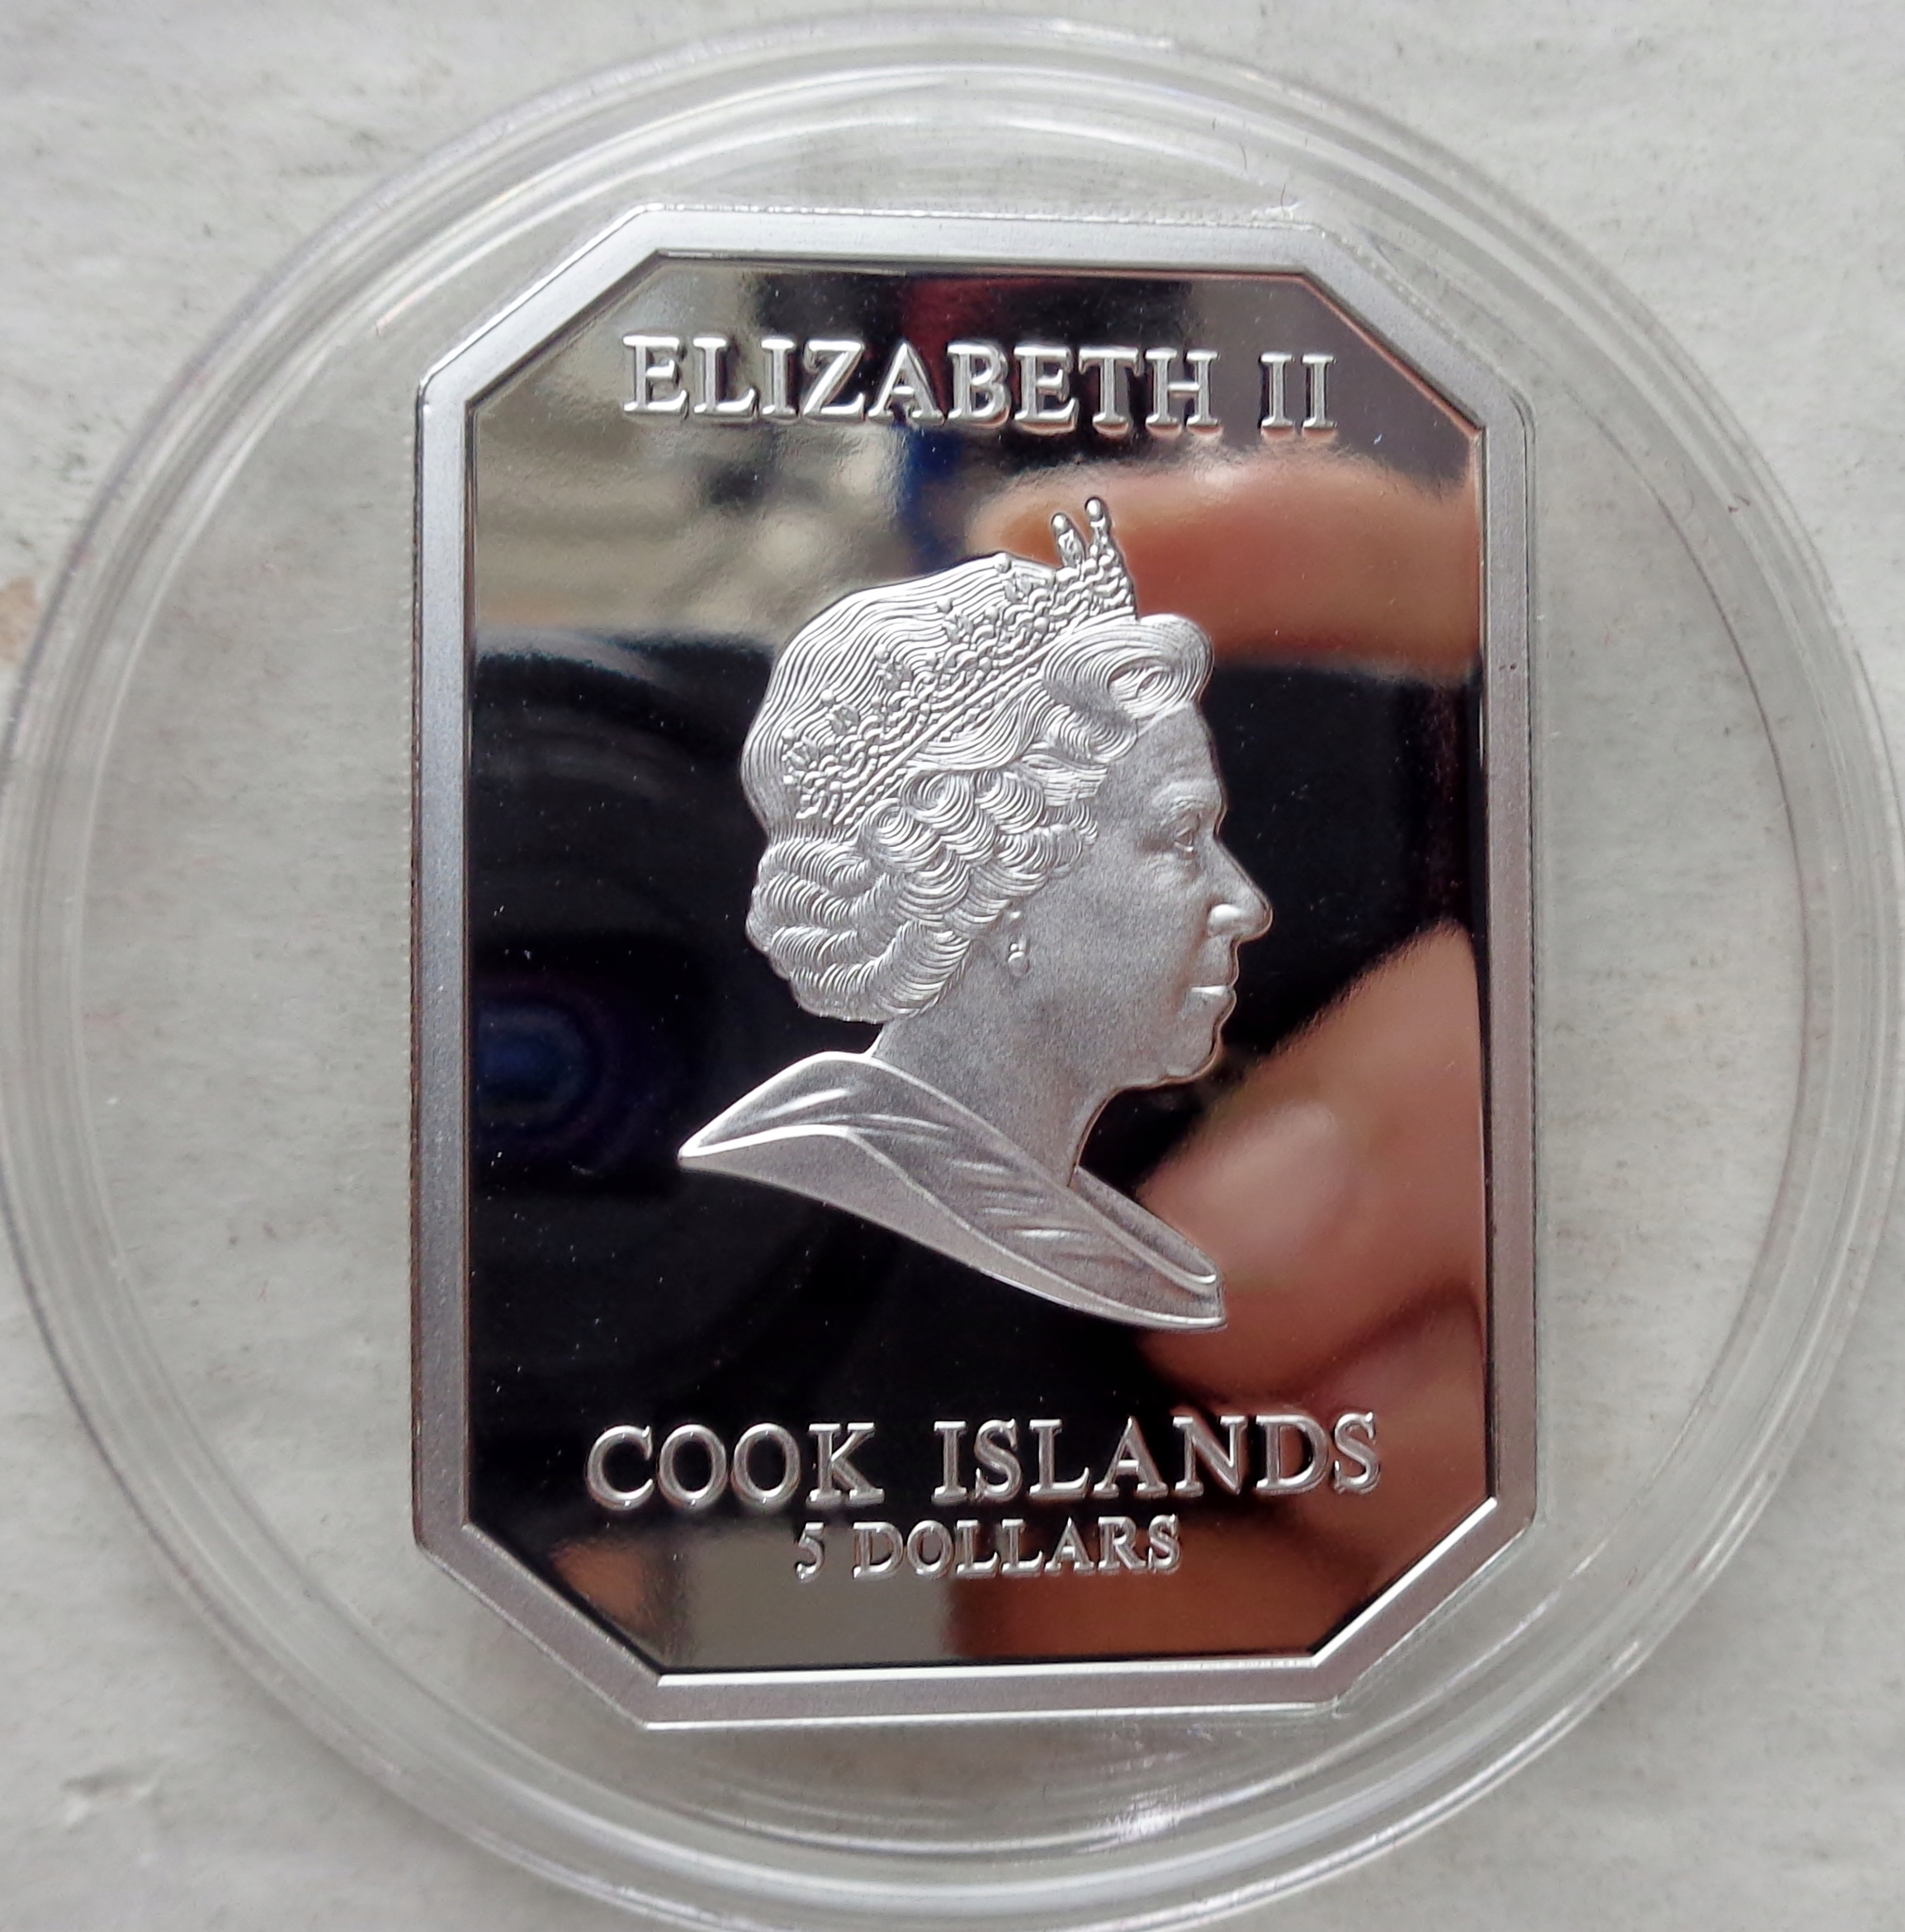 ELIZABETH II
COOK ISLANDS
5 DOLLARS